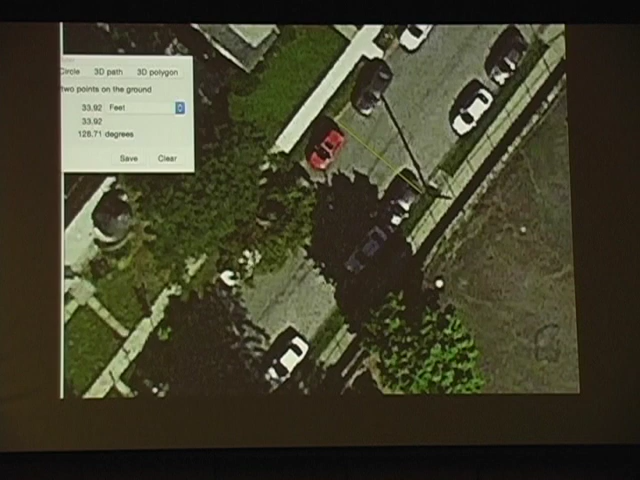 Circle 3D path 3D polygon
two points on the ground
33.92 Feet
33.92
126.71 degrees
Save Clear